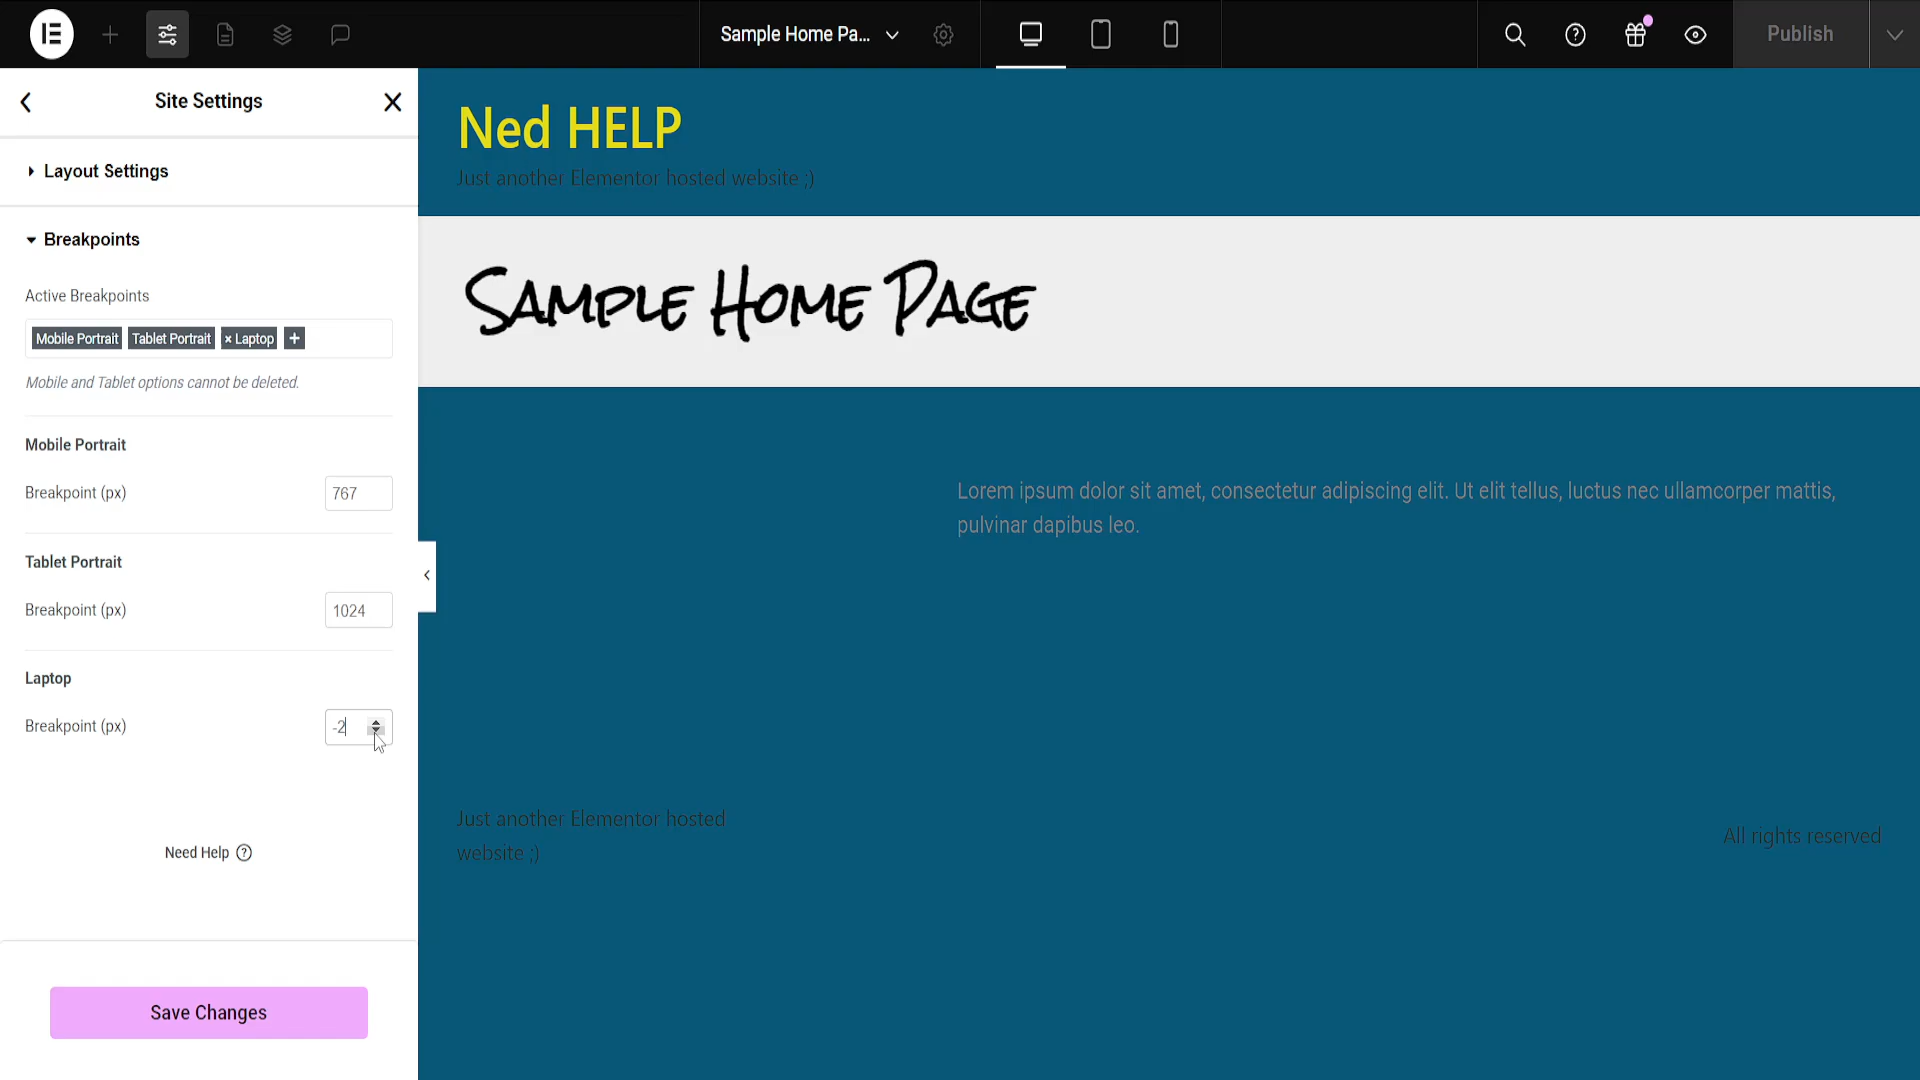 Sample Home Pa...
Publish
Site Settings
Layout Settings
Breakpoints
Active Breakpoints
Mobile Portrait Tablet Portrait × Laptop +
Mobile and Tablet options cannot be deleted.
Mobile Portrait
Breakpoint (px) 767
Tablet Portrait
Breakpoint (px) 1024
Laptop
Breakpoint (px) -2
Need Help ?
Save Changes
Ned HELP
Just another Elementor hosted website ;)
Sample Home Page
Lorem ipsum dolor sit amet, consectetur adipiscing elit. Ut elit tellus, luctus nec ullamcorper mattis,
pulvinar dapibus leo.
Just another Elementor hosted
website ;)
All rights reserved